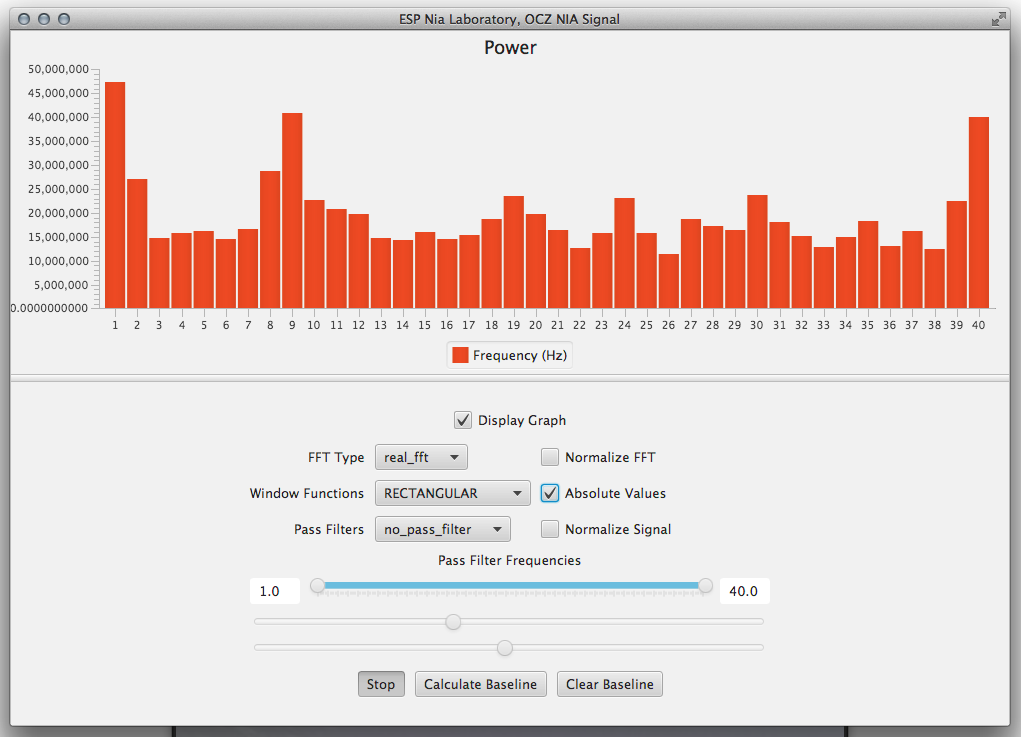 ESP Nia Laboratory, OCZ NIA Signal
Power
50,000,000
45,000,000
40,000,000
35,000,000
30,000,000
25,000,000
20,000,000
15,000,000
10,000,000
5,000,000
0.0000000000
1 2 3 4 5 6 7 8 9 10 11 12 13 14 15 16 17 18 19 20 21 22 23 24 25 26 27 28 29 30 31 32 33 34 35 36 37 38 39 40
Frequency (Hz)
Display Graph
FFT Type real_fft Normalize FFT
Window Functions RECTANGULAR Absolute Values
Pass Filters no_pass_filter Normalize Signal
Pass Filter Frequencies
1.0 40.0
Stop Calculate Baseline Clear Baseline